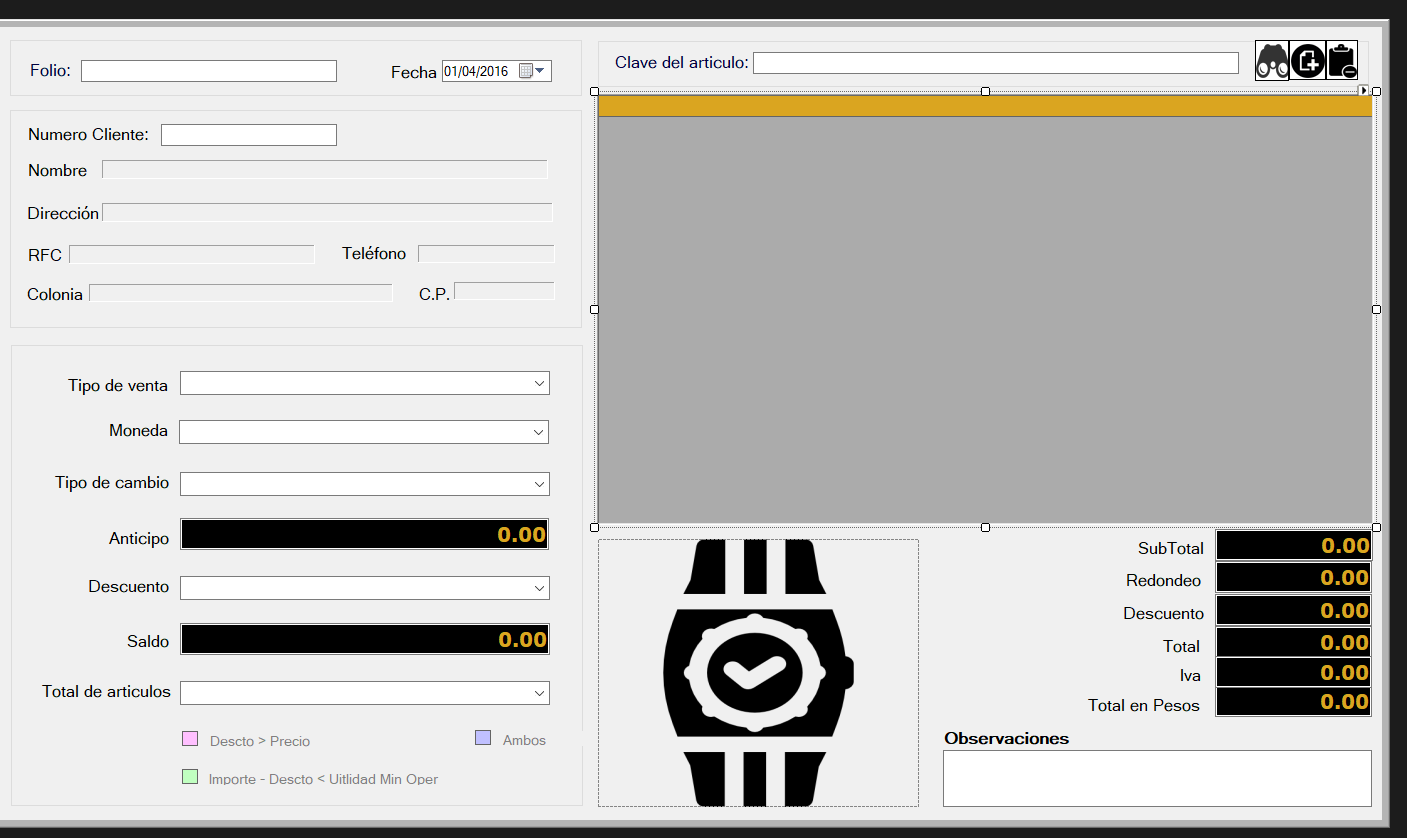 Folio:
Fecha 01/04/2016
Numero Cliente:
Nombre
Dirección
RFC
Teléfono
Colonia
C.P.
Tipo de venta
Moneda
Tipo de cambio
Anticipo 0.00
Descuento
Saldo 0.00
Total de articulos
Descto > Precio
Ambos
Importe - Descto < Uitlidad Min Oper
Clave del articulo:
SubTotal 0.00
Redondeo 0.00
Descuento 0.00
Total 0.00
Iva 0.00
Total en Pesos 0.00
Observaciones